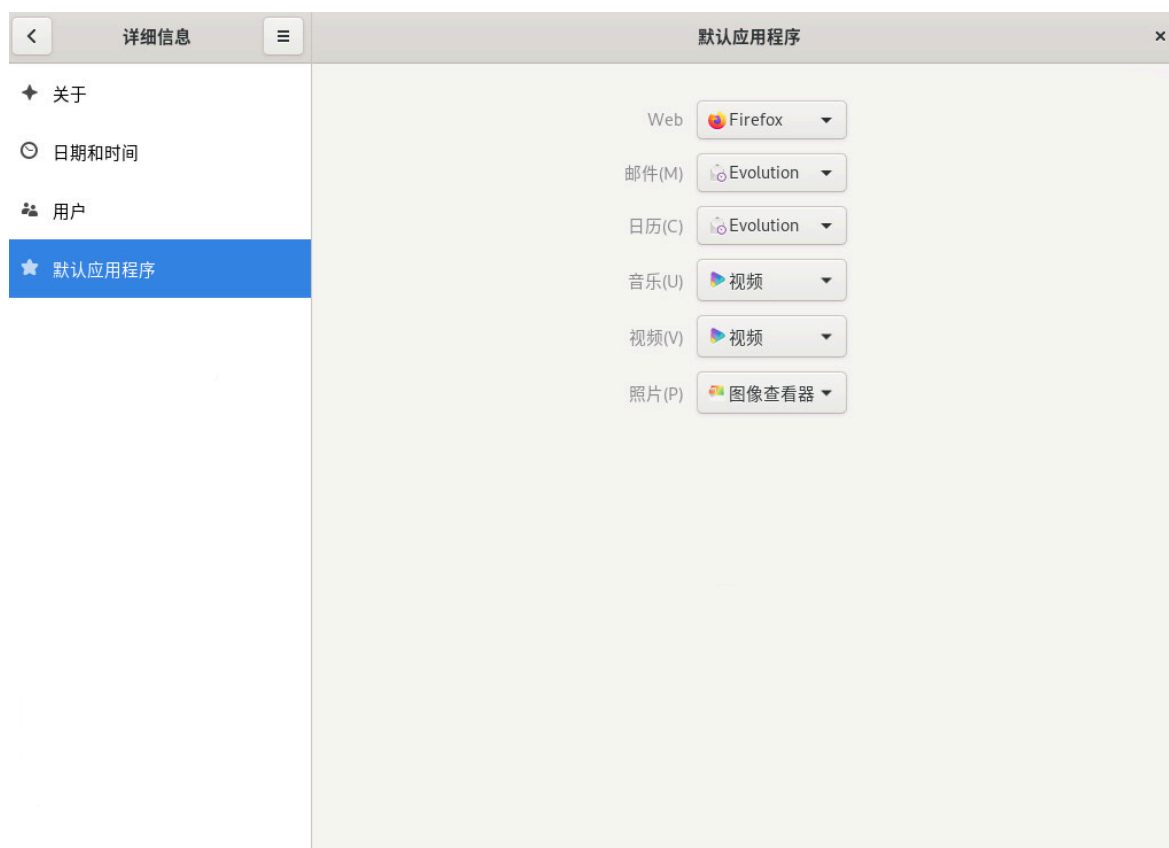 详细信息
默认应用程序
关于
日期和时间
用户
默认应用程序
Web Firefox
邮件(M) Evolution
日历(C) Evolution
音乐(U) 视频
视频(V) 视频
照片(P) 图像查看器